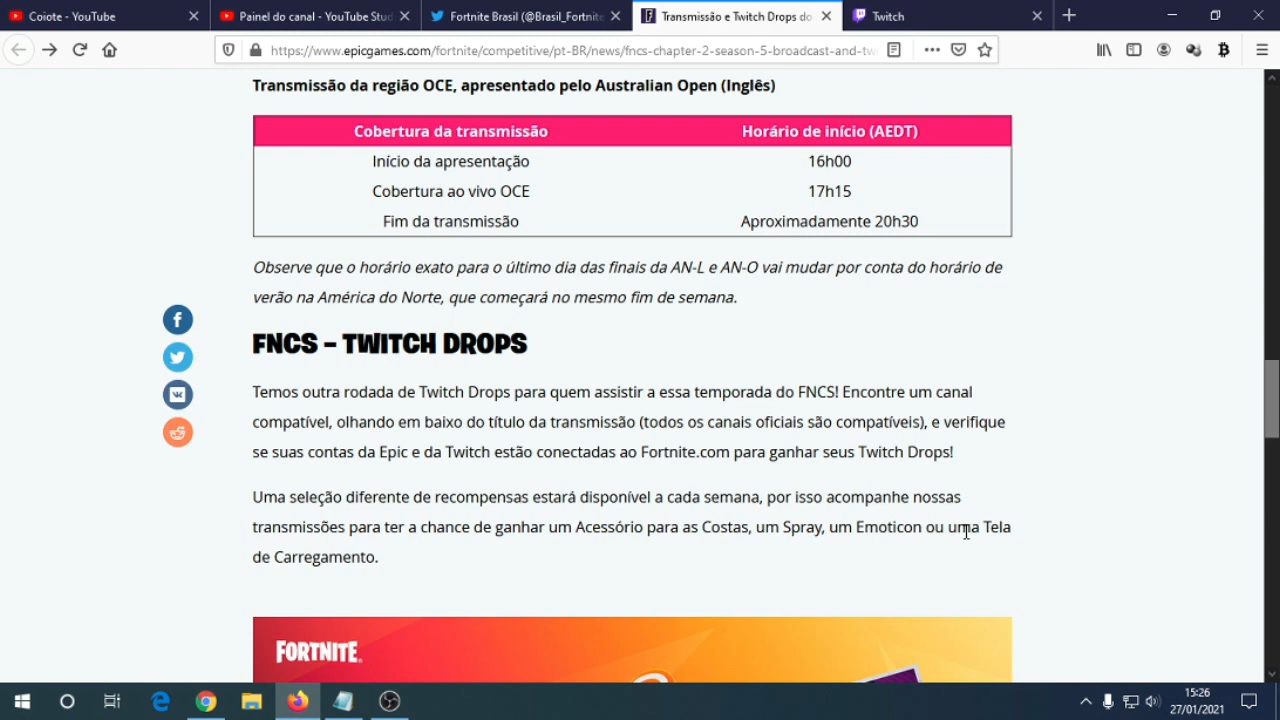 Coiote - YouTube
Painel do canal - YouTube Stud
Fortnite Brasil (@Brasil_Fortnite
Transmissão e Twitch Drops do
Twitch
https://www.epicgames.com/fortnite/competitive/pt-BR/news/fncs-chapter-2-season-5-broadcast-and-tw
Transmissão da região OCE, apresentado pelo Australian Open (Inglês)
Cobertura da transmissão Horário de início (AEDT)
Início da apresentação 16h00
Cobertura ao vivo OCE 17h15
Fim da transmissão Aproximadamente 20h30
Observe que o horário exato para o último dia das finais da AN-L e AN-O vai mudar por conta do horário de
verão na América do Norte, que começará no mesmo fim de semana.
FNCS – TWITCH DROPS
Temos outra rodada de Twitch Drops para quem assistir a essa temporada do FNCS! Encontre um canal
compatível, olhando em baixo do título da transmissão (todos os canais oficiais são compatíveis), e verifique
se suas contas da Epic e da Twitch estão conectadas ao Fortnite.com para ganhar seus Twitch Drops!
Uma seleção diferente de recompensas estará disponível a cada semana, por isso acompanhe nossas
transmissões para ter a chance de ganhar um Acessório para as Costas, um Spray, um Emoticon ou uma Tela
de Carregamento.
FORTNITE
15:26
27/01/2021